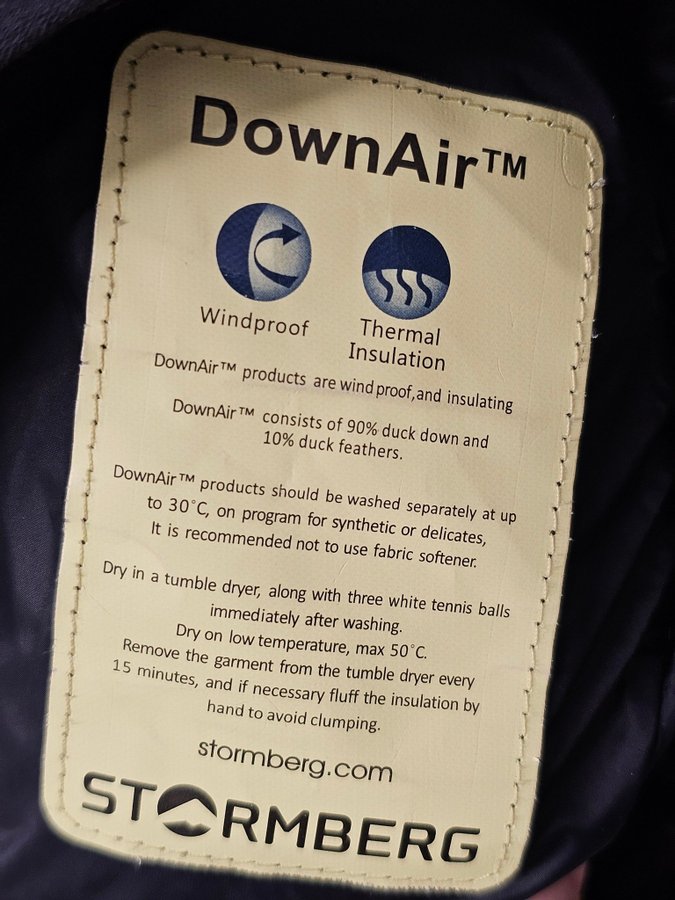 DownAir™
Windproof
Thermal
Insulation
DownAir™ products are windproof,and insulating
DownAir™ consists of 90% duck down and
10% duck feathers.
DownAir™ products should be washed separately at up
to 30°C, on program for synthetic or delicates,
It is recommended not to use fabric softener.
Dry in a tumble dryer, along with three white tennis balls
immediately after washing.
Dry on low temperature, max 50°C.
Remove the garment from the tumble dryer every
15 minutes, and if necessary fluff the insulation by
hand to avoid clumping.
stormberg.com
STORMBERG